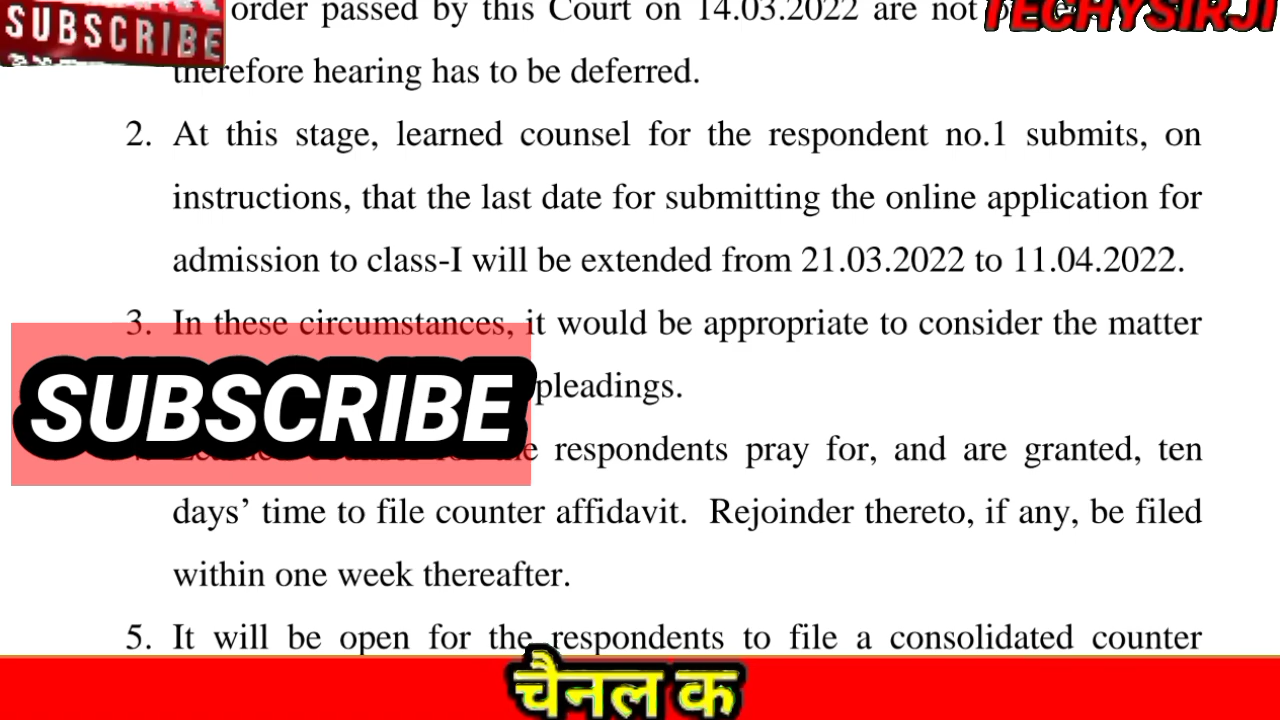 SUBSCRIBE
order passed by this Court on 14.03.2022 are not
TECHYSIRJI
therefore hearing has to be deferred.
2. At this stage, learned counsel for the respondent no.1 submits, on
instructions, that the last date for submitting the online application for
admission to class-I will be extended from 21.03.2022 to 11.04.2022.
3. In these circumstances, it would be appropriate to consider the matter
SUBSCRIBE
pleadings.
respondents pray for, and are granted, ten
days’ time to file counter affidavit. Rejoinder thereto, if any, be filed
within one week thereafter.
5. It will be open for the respondents to file a consolidated counter
चैनल क